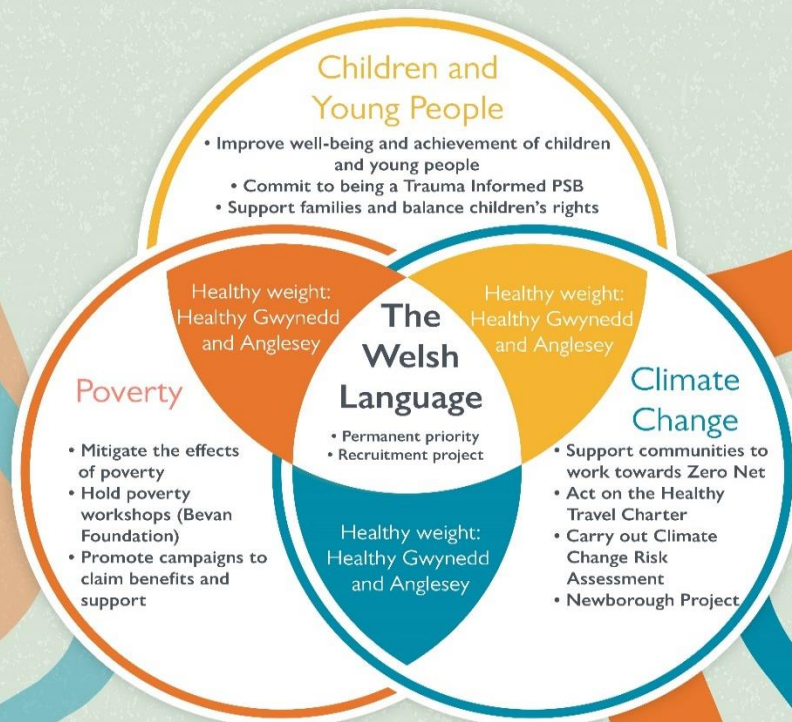 Children and
Young People
• Improve well-being and achievement of children
and young people
• Commit to being a Trauma Informed PSB
• Support families and balance children's rights
Healthy weight:
Healthy Gwynedd
and Anglesey
The
Welsh
Language
• Permanent priority
• Recruitment project
Healthy weight:
Healthy Gwynedd
and Anglesey
Poverty
• Mitigate the effects
of poverty
• Hold poverty
workshops (Bevan
Foundation)
• Promote campaigns to
claim benefits and
support
Climate
Change
• Support communities to
work towards Zero Net
• Act on the Healthy
Travel Charter
• Carry out Climate
Change Risk
Assessment
• Newborough Project
Healthy weight:
Healthy Gwynedd
and Anglesey